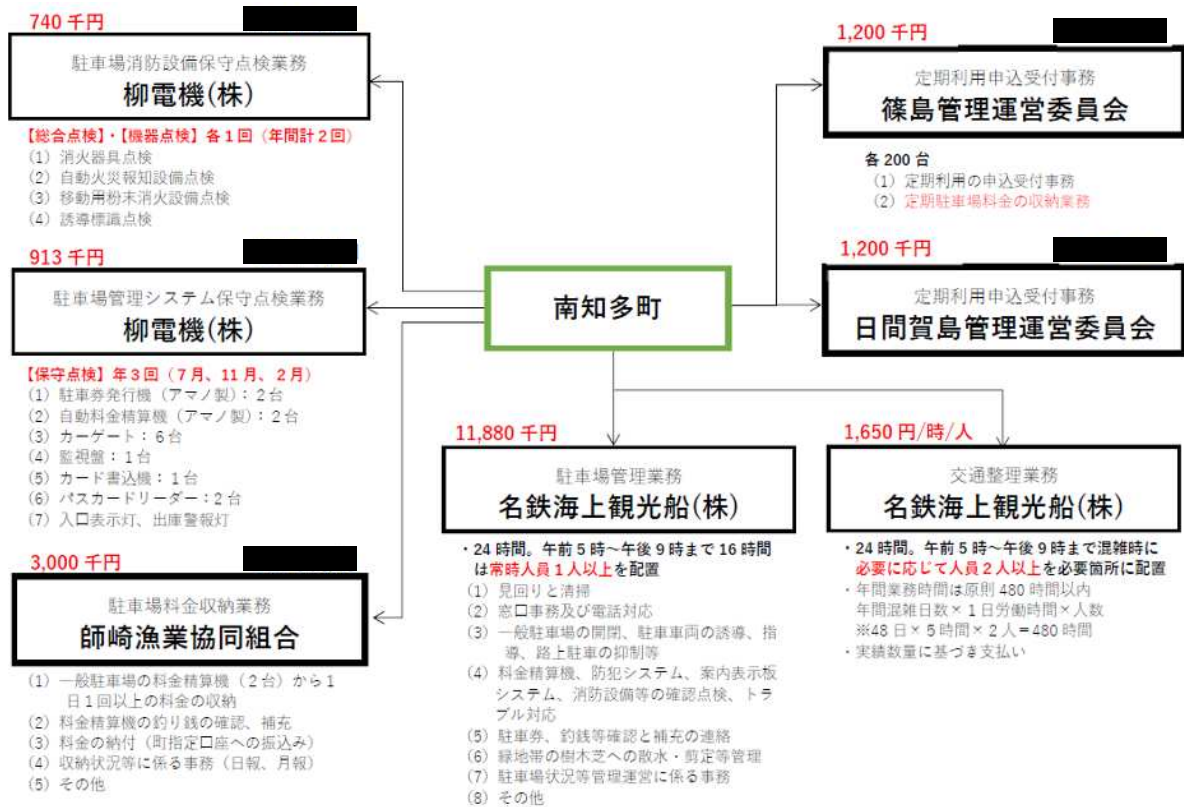 740 千円
駐車場消防設備保守点検業務
柳電機(株)
【総合点検】・【機器点検】各1回（年間計2回）
(1) 消火器具点検
(2) 自動火災報知設備点検
(3) 移動用粉末消火設備点検
(4) 誘導標識点検
913 千円
駐車場管理システム保守点検業務
柳電機(株)
【保守点検】年3回（7月、11月、2月）
(1) 駐車券発行機（アマノ製）：2台
(2) 自動料金精算機（アマノ製）：2台
(3) カーゲート：6台
(4) 監視盤：1台
(5) カード書込機：1台
(6) パスカードリーダー：2台
(7) 入口表示灯、出庫警報灯
3,000 千円
駐車場料金収納業務
師崎漁業協同組合
(1) 一般駐車場の料金精算機（2台）から1
日1回以上の料金の収納
(2) 料金精算機の釣り銭の確認、補充
(3) 料金の納付（町指定口座への振込み）
(4) 収納状況等に係る事務（日報、月報）
(5) その他
南知多町
1,200 千円
定期利用申込受付事務
篠島管理運営委員会
各200台
(1) 定期利用の申込受付事務
(2) 定期駐車場料金の収納業務
1,200 千円
定期利用申込受付事務
日間賀島管理運営委員会
11,880 千円
駐車場管理業務
名鉄海上観光船(株)
・24時間。午前5時～午後9時まで16時間
は常時人員1人以上を配置
(1) 見回りと清掃
(2) 窓口事務及び電話対応
(3) 一般駐車場の開閉、駐車車両の誘導、指
導、路上駐車の抑制等
(4) 料金精算機、防犯システム、案内表示板
システム、消防設備等の確認点検、トラ
ブル対応
(5) 駐車券、釣銭等確認と補充の連絡
(6) 緑地帯の樹木芝への散水・剪定等管理
(7) 駐車場状況等管理運営に係る事務
(8) その他
1,650 円/時/人
交通整理業務
名鉄海上観光船(株)
・24時間。午前5時～午後9時まで混雑時に
必要に応じて人員2人以上を必要箇所に配置
・年間業務時間は原則480時間以内
年間混雑日数×1日労働時間×人数
※48日×5時間×2人＝480時間
・実績数量に基づき支払い